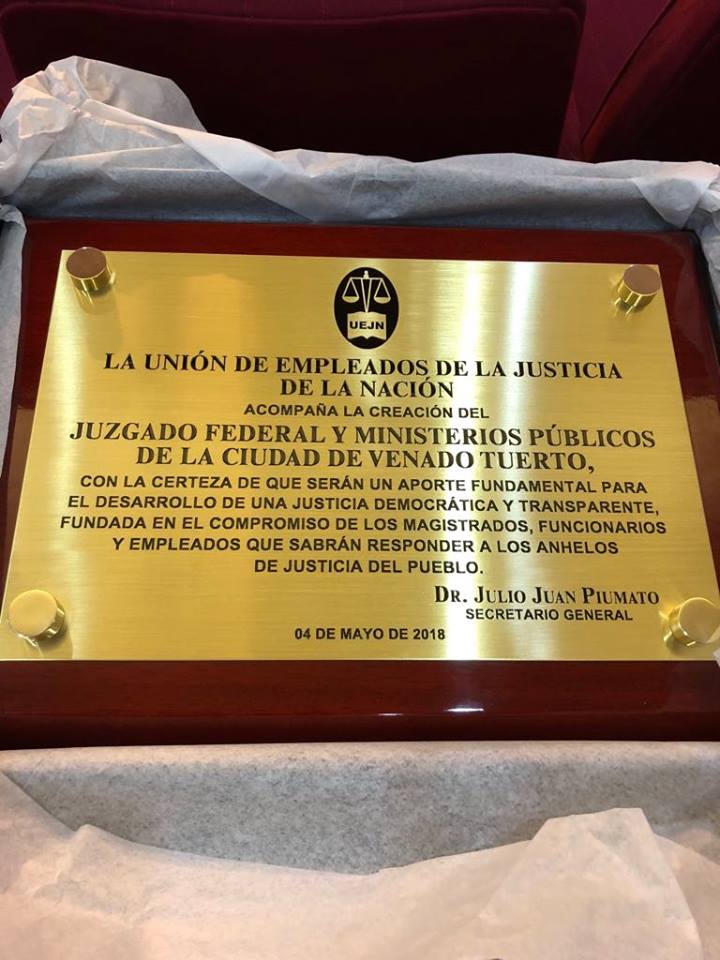 UEJN
LA UNIÓN DE EMPLEADOS DE LA JUSTICIA
DE LA NACIÓN
ACOMPAÑA LA CREACIÓN DEL
JUZGADO FEDERAL Y MINISTERIOS PÚBLICOS
DE LA CIUDAD DE VENADO TUERTO,
CON LA CERTEZA DE QUE SERÁN UN APORTE FUNDAMENTAL PARA
EL DESARROLLO DE UNA JUSTICIA DEMOCRÁTICA Y TRANSPARENTE,
FUNDADA EN EL COMPROMISO DE LOS MAGISTRADOS, FUNCIONARIOS
Y EMPLEADOS QUE SABRÁN RESPONDER A LOS ANHELOS
DE JUSTICIA DEL PUEBLO.
DR. JULIO JUAN PIUMATO
SECRETARIO GENERAL
04 DE MAYO DE 2018